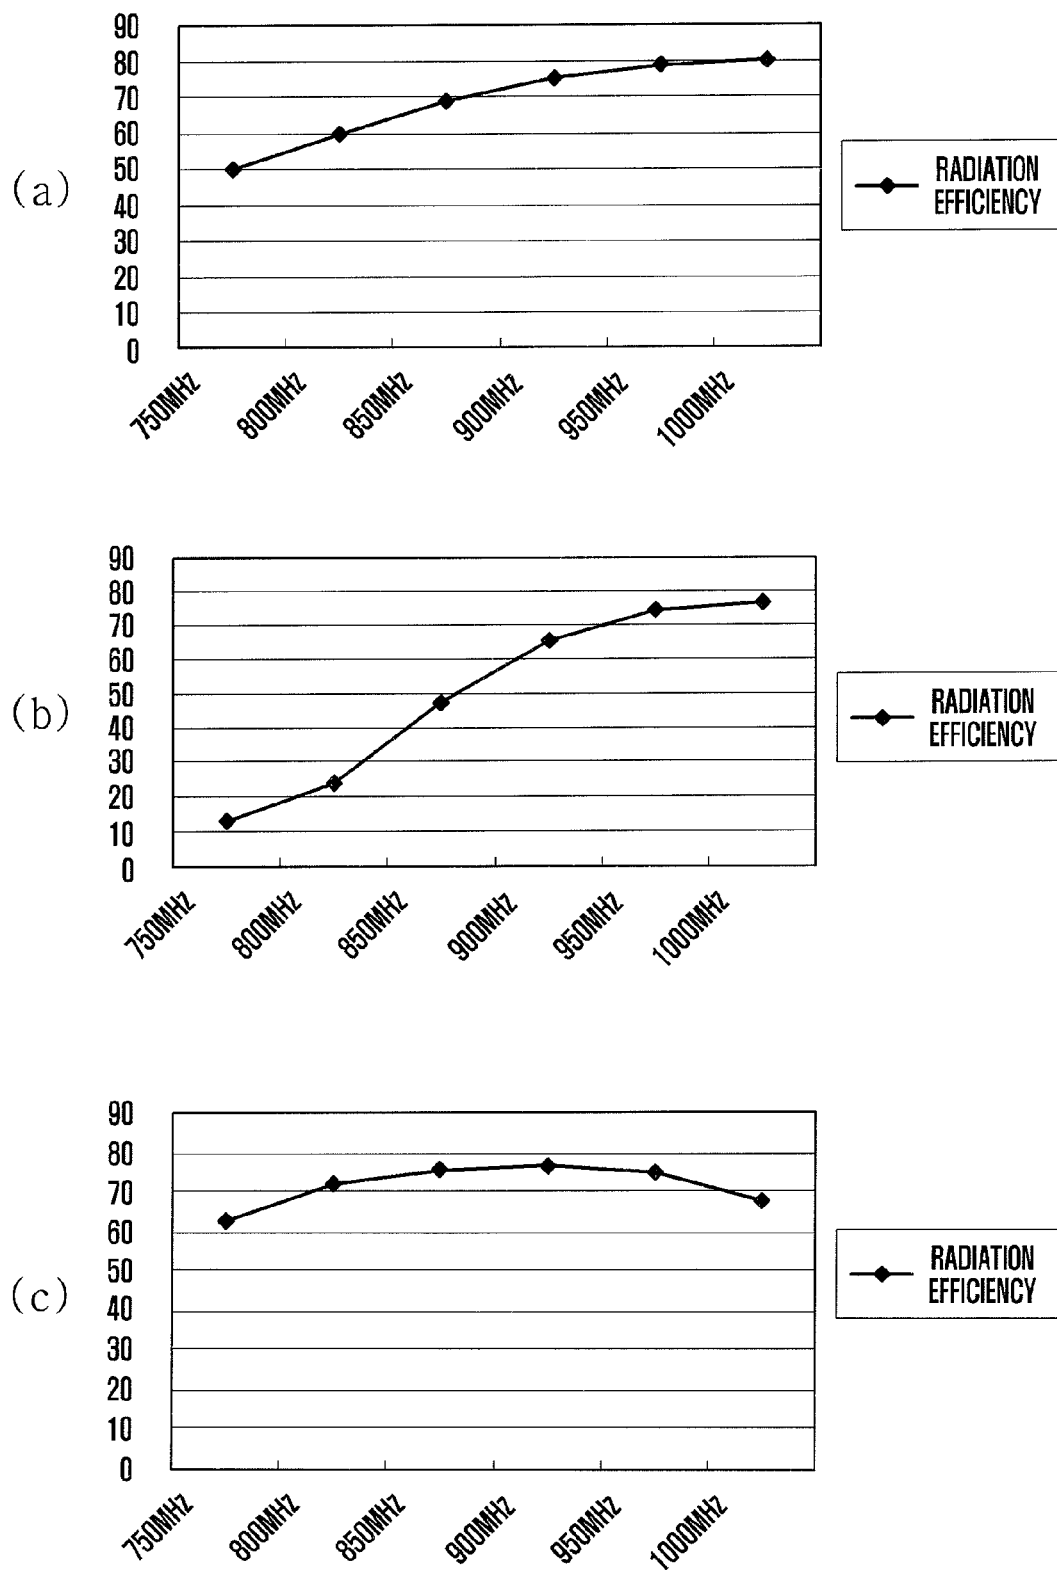 (a)
90
80
70
60
50
40
30
20
10
0
750MHz
800MHz
850MHz
900MHz
950MHz
1000MHz
RADIATION
EFFICIENCY
(b)
90
80
70
60
50
40
30
20
10
0
750MHz
800MHz
850MHz
900MHz
950MHz
1000MHz
RADIATION
EFFICIENCY
(c)
90
80
70
60
50
40
30
20
10
0
750MHz
800MHz
850MHz
900MHz
950MHz
1000MHz
RADIATION
EFFICIENCY